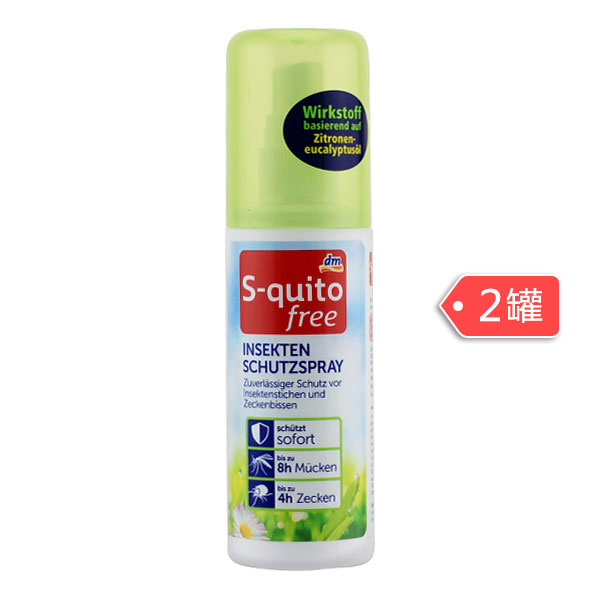 Wirkstoff
basierend auf
Zitronen-
eucalyptusöl
dm
S-quito
free
INSEKTEN
SCHUTZSPRAY
Zuverlässiger Schutz vor
Insektenstichen und
Zeckenbissen
schützt
sofort
bis zu
8h Mücken
bis zu
4h Zecken
2罐